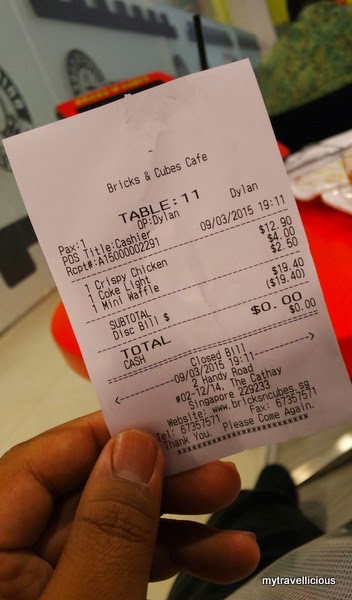 Bricks & Cubes Cafe
TABLE:11
OP:Dylan Dylan
Pax:1
POS Title:Cashier
Rcpt#:A15000002291 09/03/2015 19:11
1 Crispy Chicken $12.90
1 Coke Light $4.00
1 Mini Waffle $2.50
SUBTOTAL $19.40
Disc Bill $ ($19.40)
TOTAL $0.00
CASH $0.00
Closed Bill
09/03/2015 19:11
2 Handy Road
#02-12/14, The Cathay
Singapore 229233
Website: www.bricksncubes.sg
Tel: 67357571 Fax: 67357571
Thank You. Please Come Again.
mytravellicious